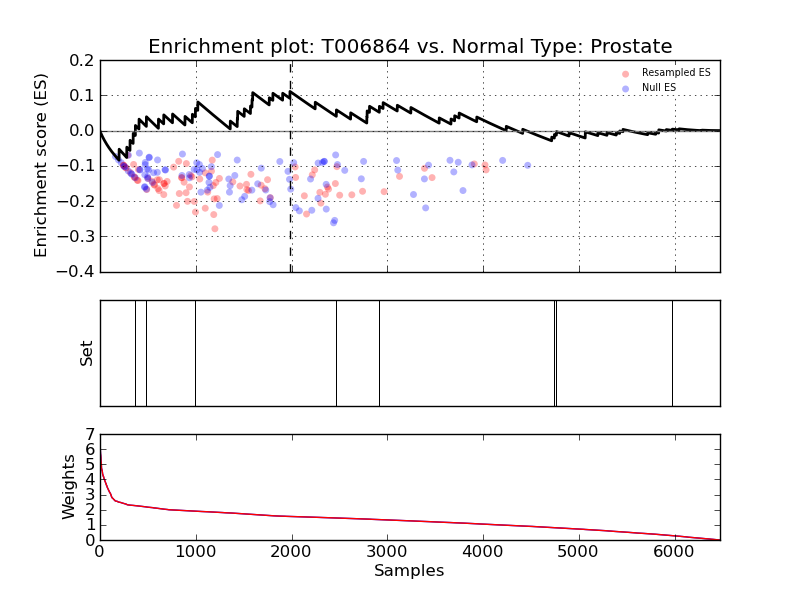 Enrichment plot: T006864 vs. Normal Type: Prostate
Enrichment score (ES)
0.2
0.1
0.0
−0.1
−0.2
−0.3
−0.4
Resampled ES
Null ES
Set
Weights
7
6
5
4
3
2
1
0
0 1000 2000 3000 4000 5000 6000
Samples